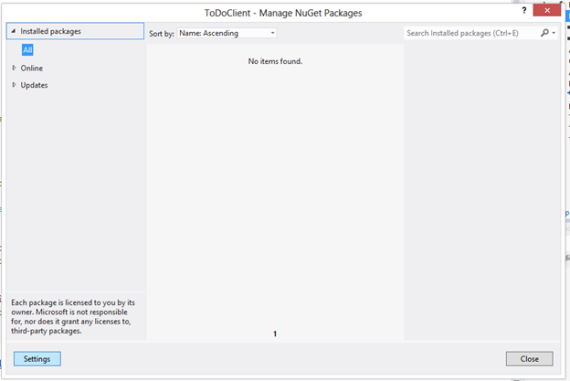 ToDoClient - Manage NuGet Packages
?
Installed packages
All
Online
Updates
Sort by: Name: Ascending
Search Installed packages (Ctrl+E)
No items found.
Each package is licensed to you by its
owner. Microsoft is not responsible
for, nor does it grant any licenses to,
third-party packages.
1
Settings
Close